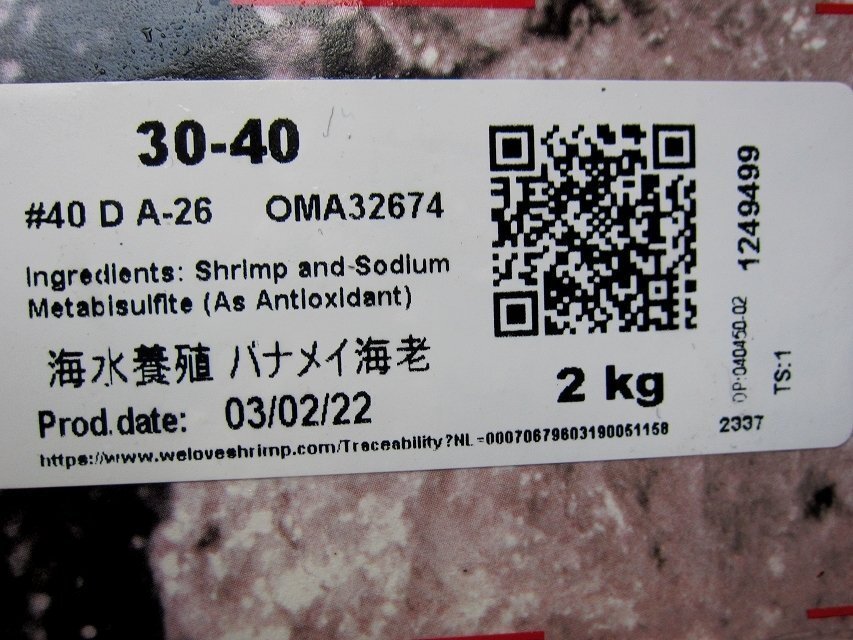 30-40
#40 D A-26 OMA32674
Ingredients: Shrimp and Sodium
Metabisulfite (As Antioxidant)
海水養殖 バナメイ海老
Prod.date: 03/02/22
https://www.weloveshrimp.com/Traceability?NL=00070679603190051158
2 kg
1249499
OP:040450-02
TS:1
2337